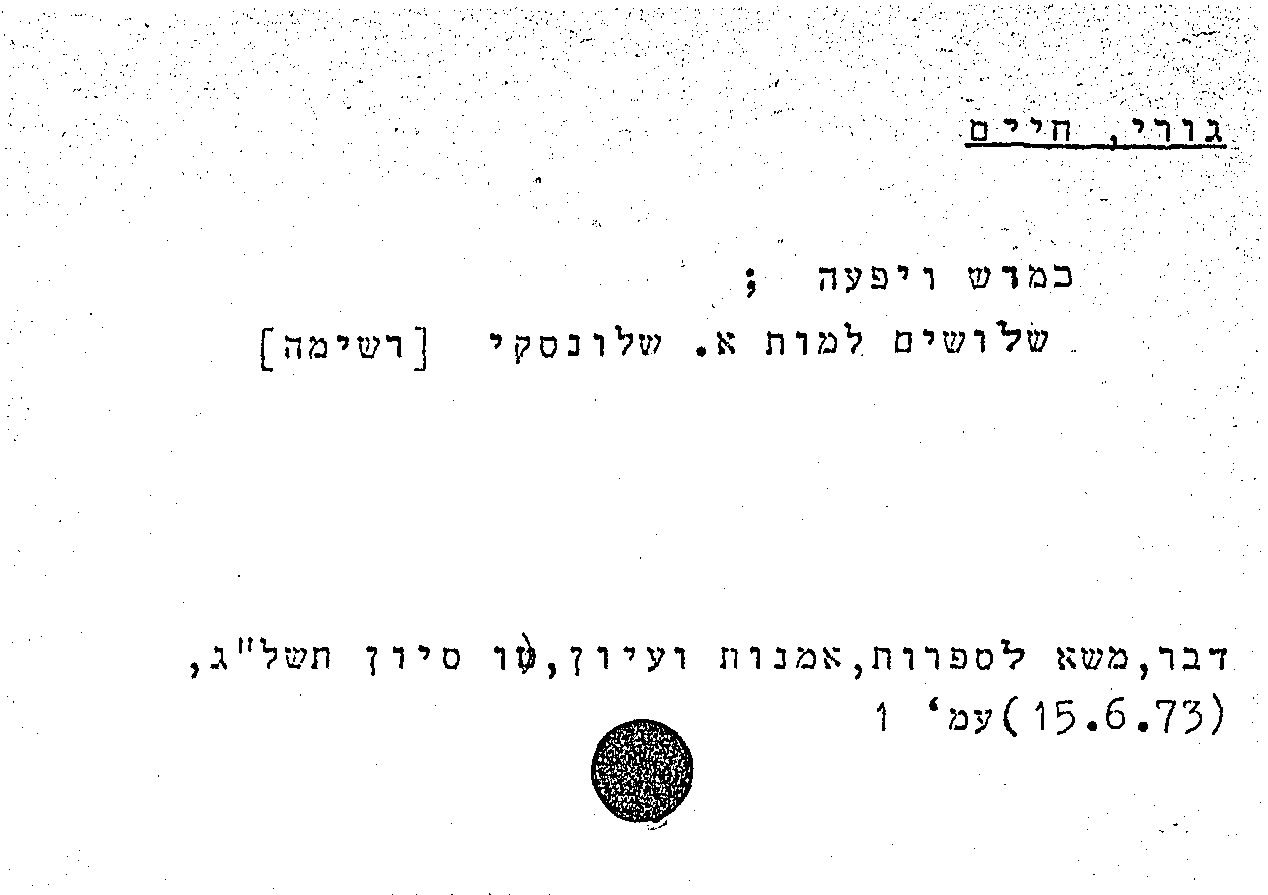 גורי, חיים
ויפעה ;
שלושים למות א. שלונסקי [רשימה]
דבר,משא לספרות,אמנות ועיון,טו סיון תשל"ג,
(15.6.73)עמ' 1